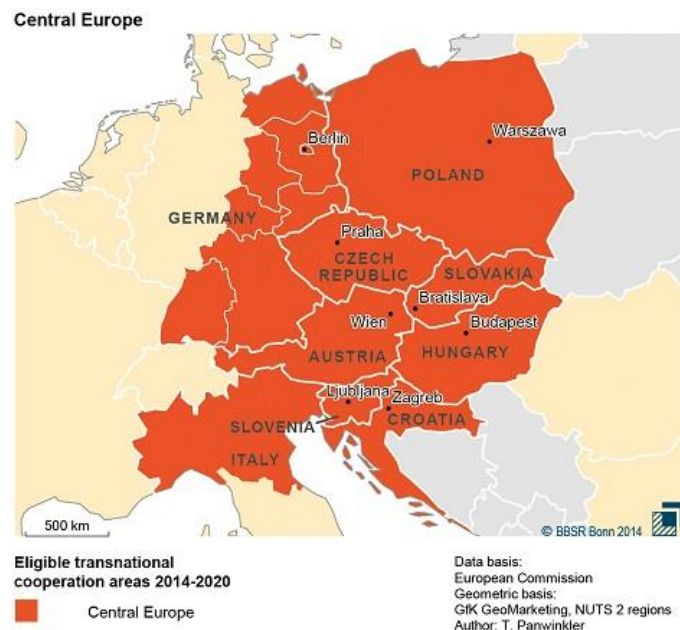 Central Europe
Berlin
Warszawa
POLAND
GERMANY
Praha
CZECH
REPUBLIC
SLOVAKIA
Bratislava
Wien
Budapest
AUSTRIA
HUNGARY
Ljubljana
Zagreb
SLOVENIA
CROATIA
ITALY
500 km
© BBSR Bonn 2014
Eligible transnational
cooperation areas 2014-2020
Central Europe
Data basis:
European Commission
Geometric basis:
GfK GeoMarketing, NUTS 2 regions
Author: T. Panwinkler